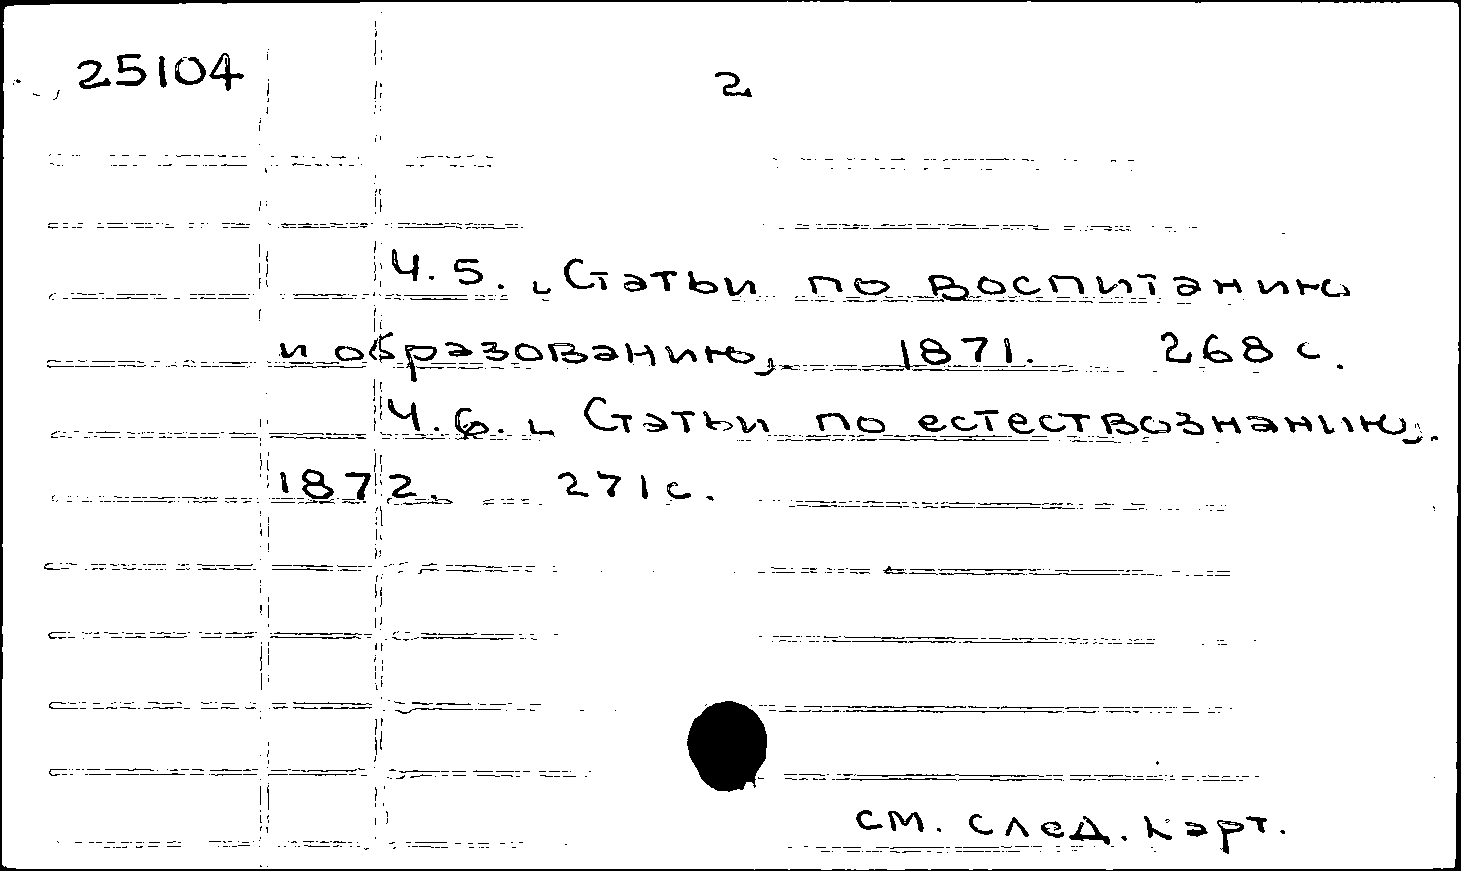 25104
2
Ч. 5. [Статьи по воспитанию
и образованию, 1871. 268 с.
Ч. 6. [Статьи по естествознанию].
1872. 271 с.
см. след. карт.